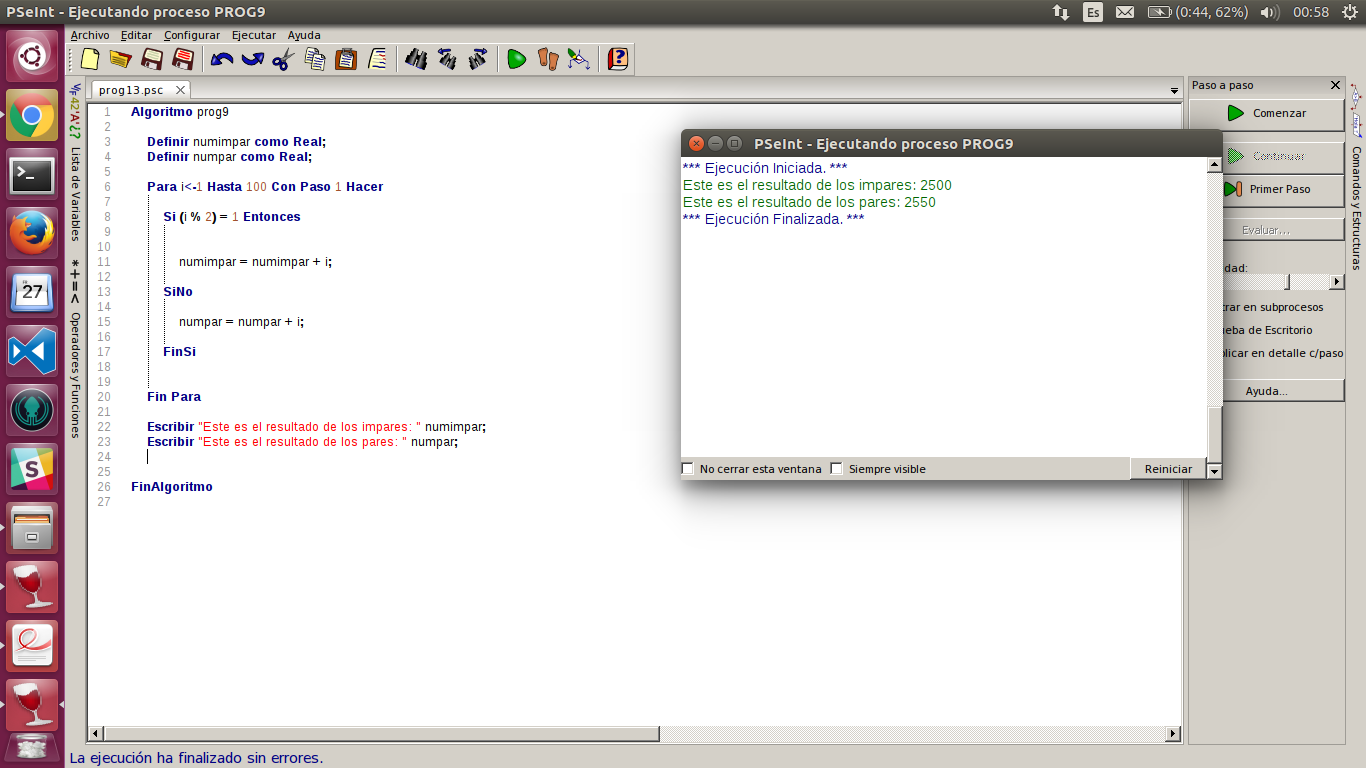 PSeInt - Ejecutando proceso PROG9
Es
(0:44, 62%)
00:58
Archivo Editar Configurar Ejecutar Ayuda
prog13.psc
Lista de Variables
Operadores y Funciones
1 Algoritmo prog9
2
3 Definir numimpar como Real;
4 Definir numpar como Real;
5
6 Para i<-1 Hasta 100 Con Paso 1 Hacer
7
8 Si (i % 2) = 1 Entonces
9
10
11 numimpar = numimpar + i;
12
13 SiNo
14
15 numpar = numpar + i;
16
17 FinSi
18
19
20 Fin Para
21
22 Escribir "Este es el resultado de los impares: " numimpar;
23 Escribir "Este es el resultado de los pares: " numpar;
24
25
26 FinAlgoritmo
27
PSeInt - Ejecutando proceso PROG9
*** Ejecución Iniciada. ***
Este es el resultado de los impares: 2500
Este es el resultado de los pares: 2550
*** Ejecución Finalizada. ***
No cerrar esta ventana
Siempre visible
Reiniciar
Paso a paso
Comenzar
Continuar
Primer Paso
Evaluar...
dad:
rar en subprocesos
ueba de Escritorio
plicar en detalle c/paso
Ayuda...
Comandos y Estructuras
27
La ejecución ha finalizado sin errores.